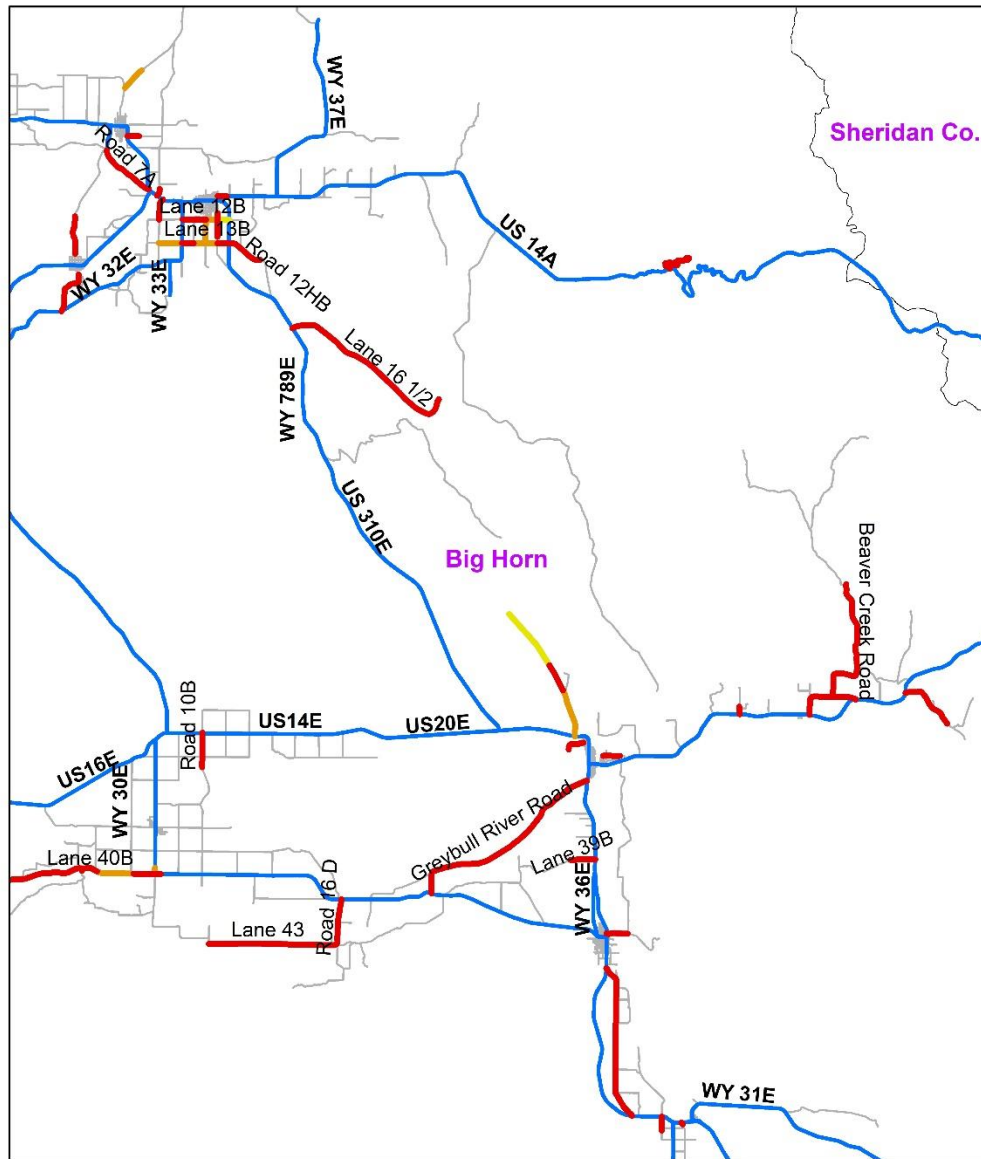 WY 37E
Sheridan Co.
Road 7A
Lane 12B
Lane 13B
US 14A
WY 32E
WY 33E
Road 12HB
Lane 16 1/2
WY 789E
US 310E
Big Horn
Beaver Creek Road
Road 10B
US14E
US20E
US16E
WY 30E
Greybull River Road
Lane 39B
Lane 40B
Road 16 D
WY 36E
Lane 43
WY 31E